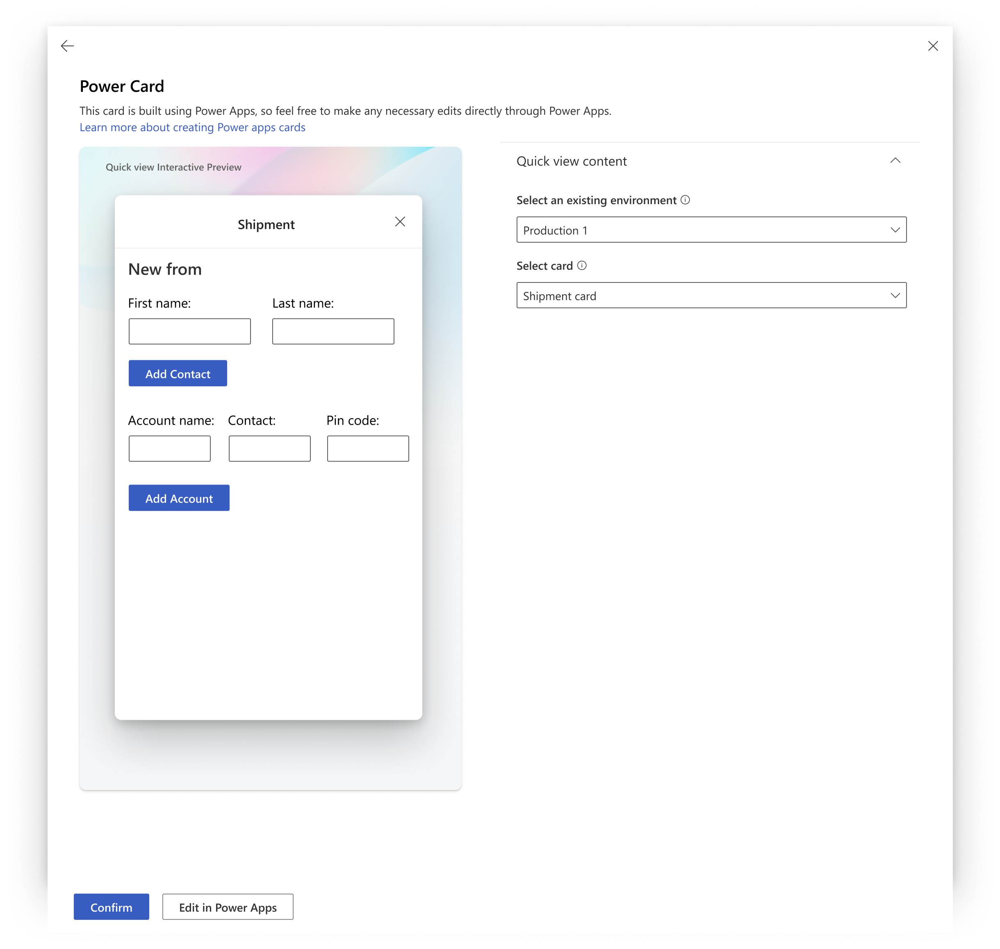 Power Card
This card is built using Power Apps, so feel free to make any necessary edits directly through Power Apps.
Learn more about creating Power apps cards
Quick view Interactive Preview
Shipment
New from
First name:
Last name:
Add Contact
Account name:
Contact:
Pin code:
Add Account
Quick view content
Select an existing environment
Production 1
Select card
Shipment card
Confirm
Edit in Power Apps